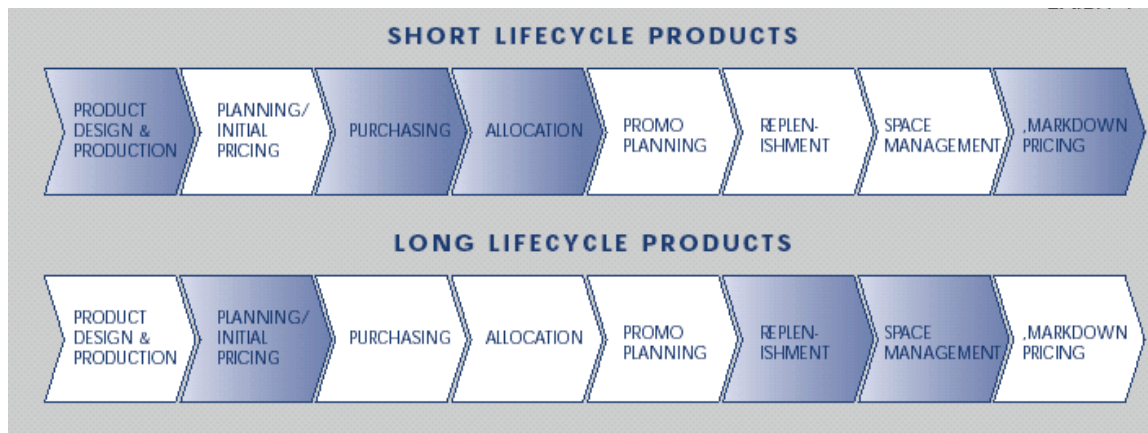 SHORT LIFECYCLE PRODUCTS
PRODUCT
DESIGN &
PRODUCTION
PLANNING/
INITIAL
PRICING
PURCHASING
ALLOCATION
PROMO
PLANNING
REPLEN-
ISHMENT
SPACE
MANAGEMENT
,MARKDOWN
PRICING
LONG LIFECYCLE PRODUCTS
PRODUCT
DESIGN &
PRODUCTION
PLANNING/
INITIAL
PRICING
PURCHASING
ALLOCATION
PROMO
PLANNING
REPLEN-
ISHMENT
SPACE
MANAGEMENT
,MARKDOWN
PRICING